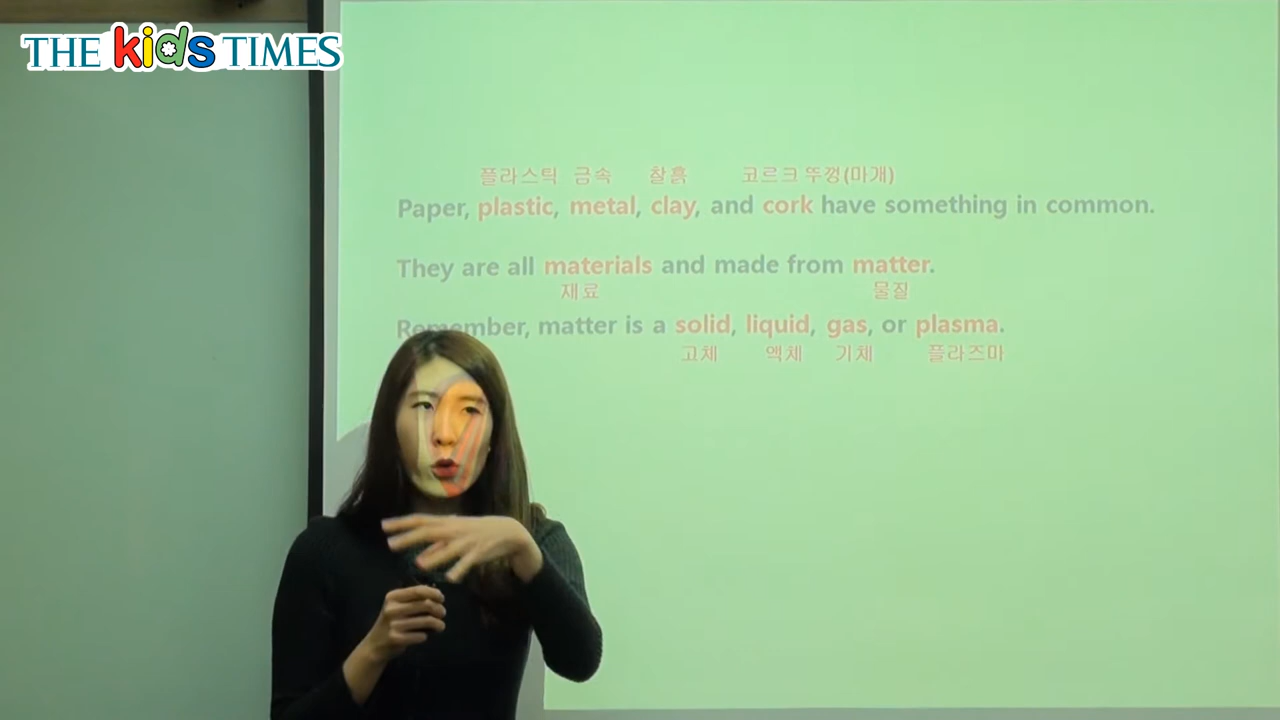 THE kids TIMES
플라스틱 금속 찰흙 코르크 뚜껑(마개)
Paper, plastic, metal, clay, and cork have something in common.
They are all materials and made from matter.
재료 물질
Remember, matter is a solid, liquid, gas, or plasma.
고체 액체 기체 플라즈마